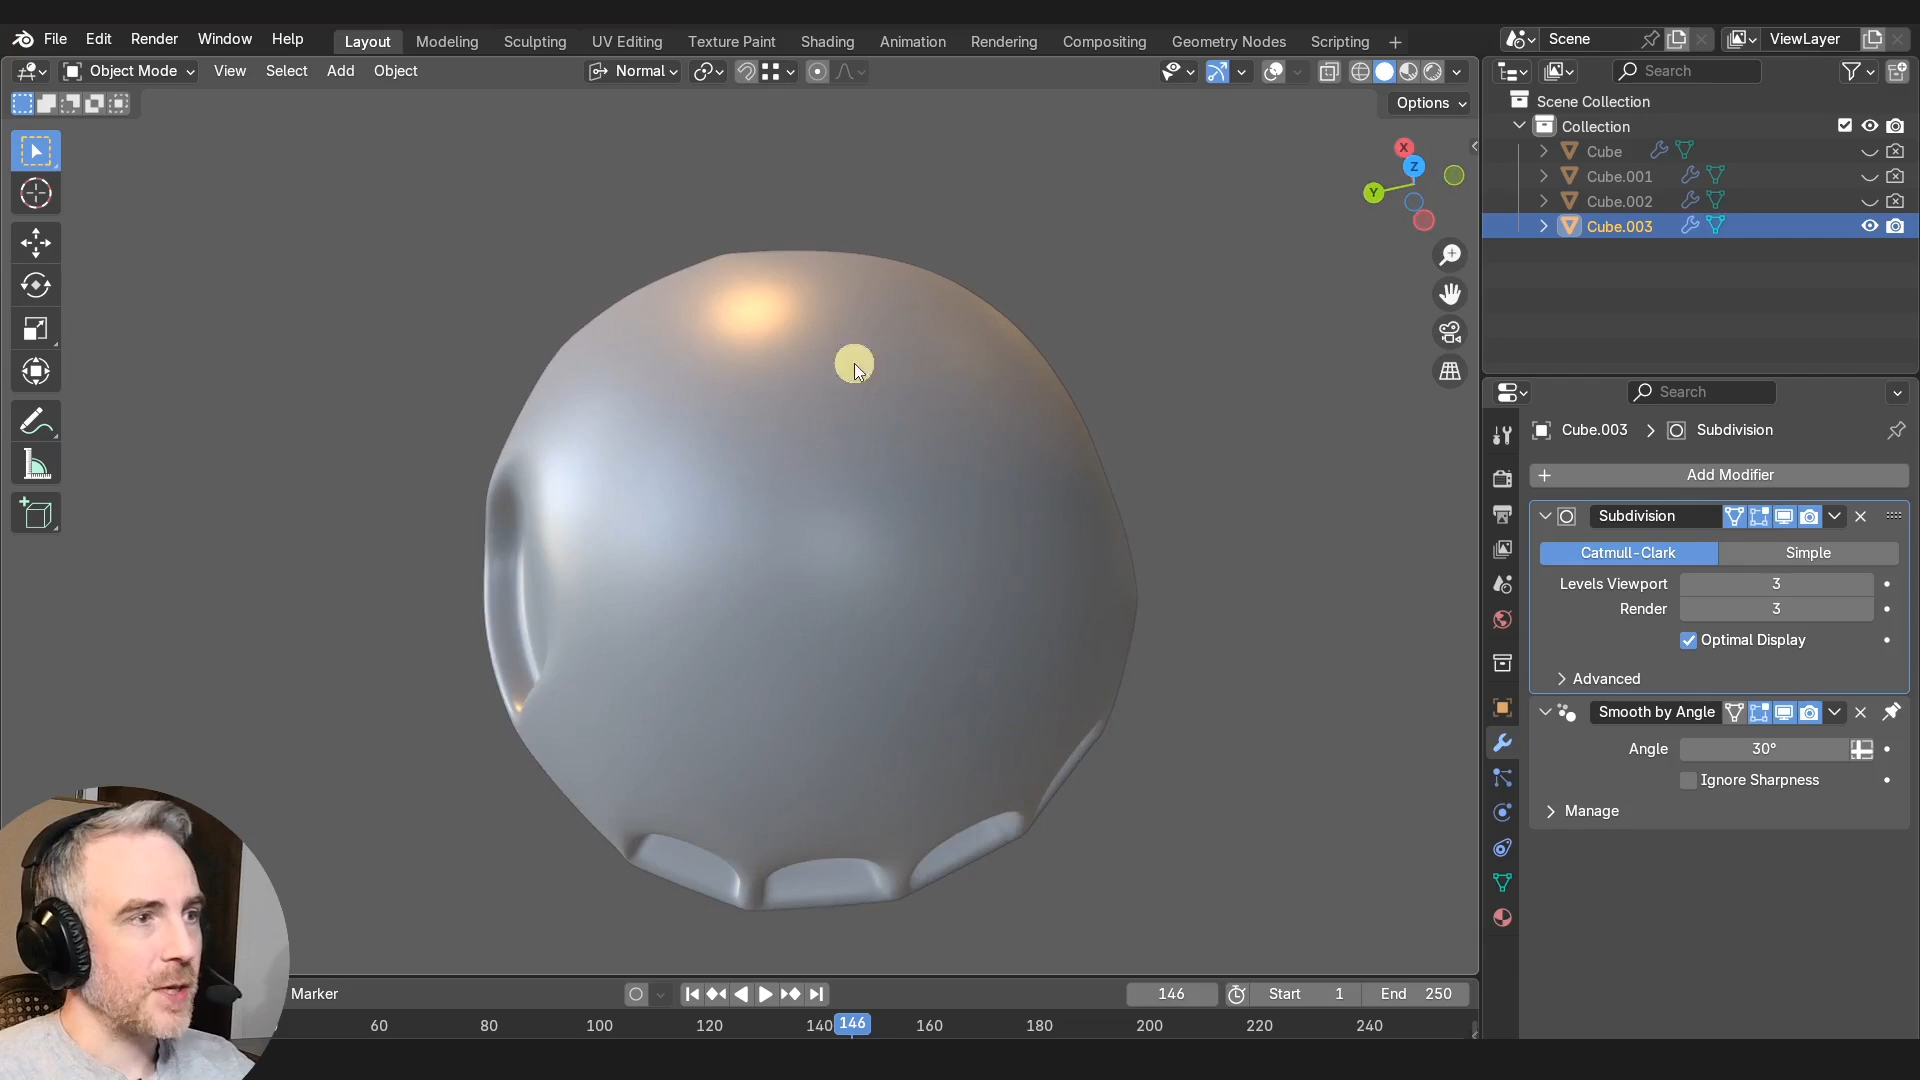 File Edit Render Window Help Layout Modeling Sculpting UV Editing Texture Paint Shading Animation Rendering Compositing Geometry Nodes Scripting + Scene ViewLayer
Object Mode View Select Add Object Normal Search
Options
Scene Collection
Collection
Cube
Cube.001
Cube.002
Cube.003
X
Z
Y
Search
Cube.003 > Subdivision
+ Add Modifier
Subdivision
Catmull-Clark Simple
Levels Viewport 3
Render 3
Optimal Display
Advanced
Smooth by Angle
Angle 30°
Ignore Sharpness
Manage
Marker 146 Start 1 End 250
60 80 100 120 140 146 160 180 200 220 240